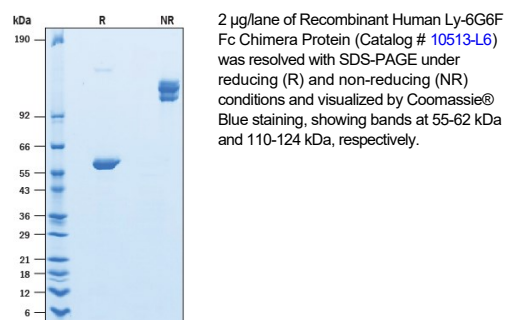 kDa R NR
190
92
66
55
43
36
29
21
18
12
6
2 µg/lane of Recombinant Human Ly-6G6F
Fc Chimera Protein (Catalog # 10513-L6)
was resolved with SDS-PAGE under
reducing (R) and non-reducing (NR)
conditions and visualized by Coomassie®
Blue staining, showing bands at 55-62 kDa
and 110-124 kDa, respectively.